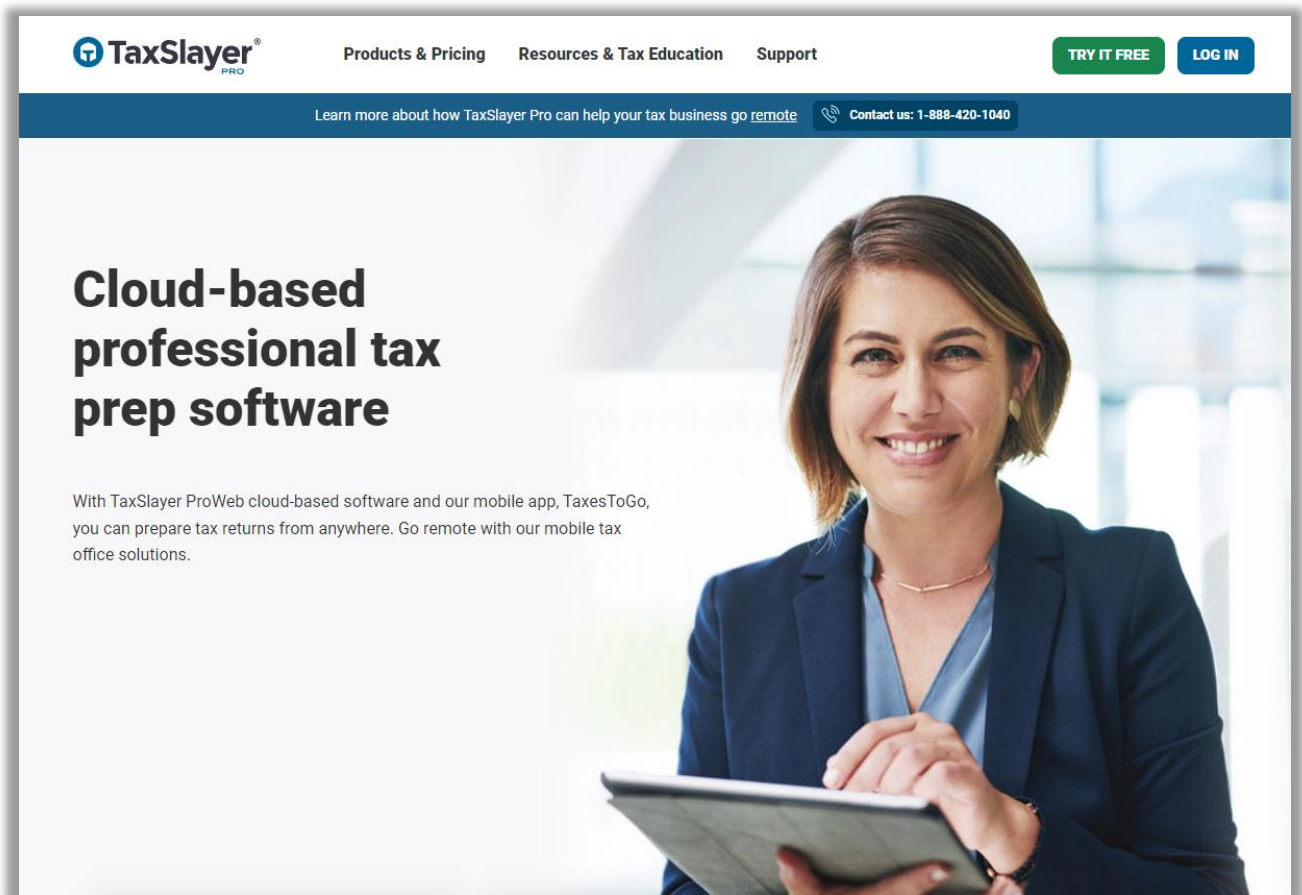 TaxSlayer®
PRO
Products & Pricing
Resources & Tax Education
Support
TRY IT FREE
LOG IN
Learn more about how TaxSlayer Pro can help your tax business go remote
Contact us: 1-888-420-1040
Cloud-based
professional tax
prep software
With TaxSlayer ProWeb cloud-based software and our mobile app, TaxesToGo,
you can prepare tax returns from anywhere. Go remote with our mobile tax
office solutions.